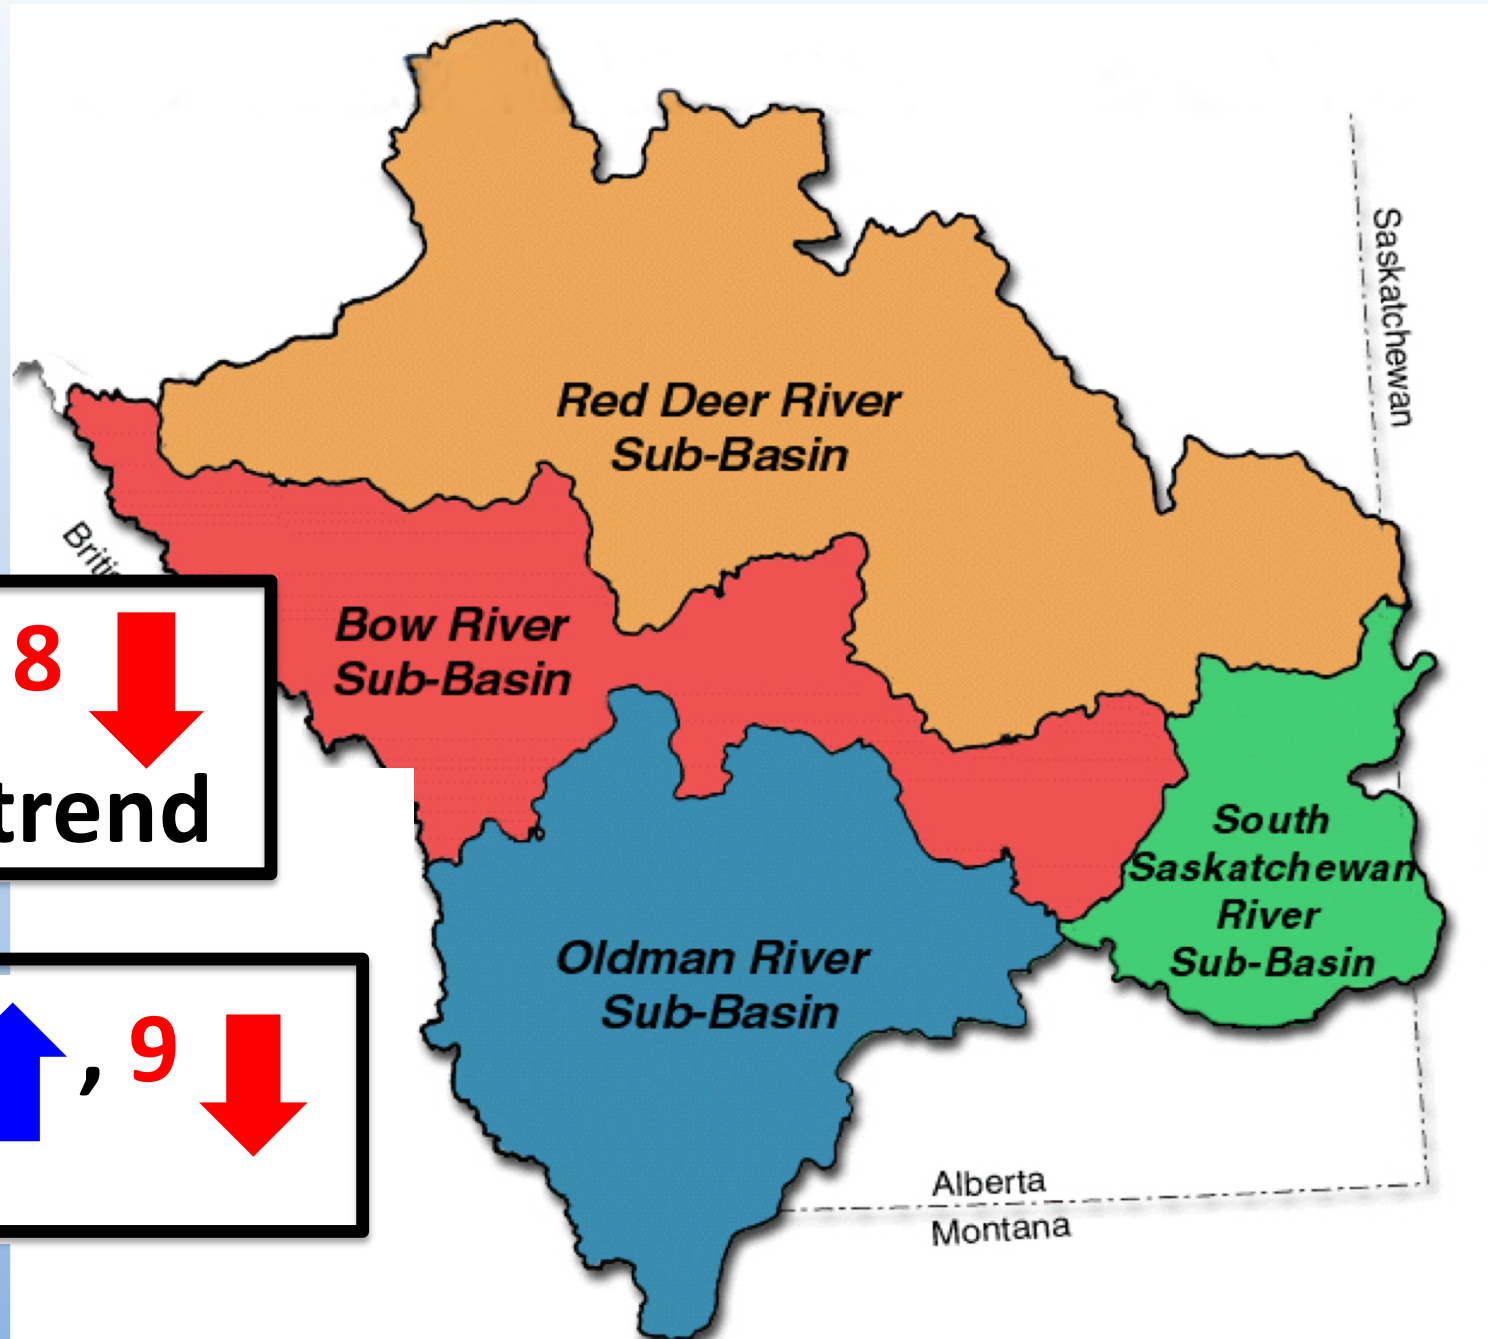 Saskatchewan
Red Deer River
Sub-Basin
Bow River
Sub-Basin
8
trend
South
Saskatchewan
River
Sub-Basin
Oldman River
Sub-Basin
, 9
Alberta
Montana